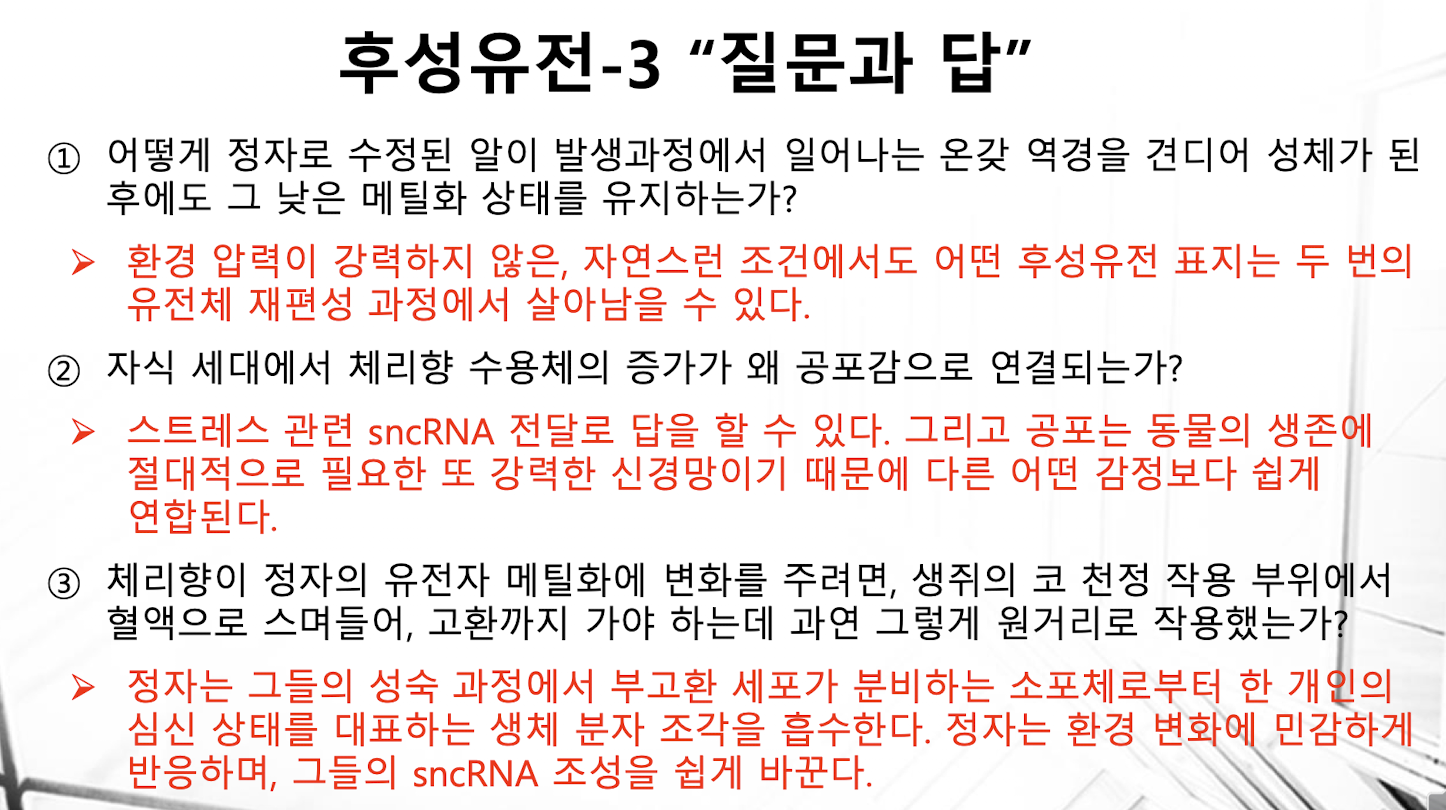 후성유전-3 “질문과 답”
① 어떻게 정자로 수정된 알이 발생과정에서 일어나는 온갖 역경을 견디어 성체가 된
후에도 그 낮은 메틸화 상태를 유지하는가?
➢ 환경 압력이 강력하지 않은, 자연스런 조건에서도 어떤 후성유전 표지는 두 번의
유전체 재편성 과정에서 살아남을 수 있다.
② 자식 세대에서 체리향 수용체의 증가가 왜 공포감으로 연결되는가?
➢ 스트레스 관련 sncRNA 전달로 답을 할 수 있다. 그리고 공포는 동물의 생존에
절대적으로 필요한 또 강력한 신경망이기 때문에 다른 어떤 감정보다 쉽게
연합된다.
③ 체리향이 정자의 유전자 메틸화에 변화를 주려면, 생쥐의 코 천정 작용 부위에서
혈액으로 스며들어, 고환까지 가야 하는데 과연 그렇게 원거리로 작용했는가?
➢ 정자는 그들의 성숙 과정에서 부고환 세포가 분비하는 소포체로부터 한 개인의
심신 상태를 대표하는 생체 분자 조각을 흡수한다. 정자는 환경 변화에 민감하게
반응하며, 그들의 sncRNA 조성을 쉽게 바꾼다.